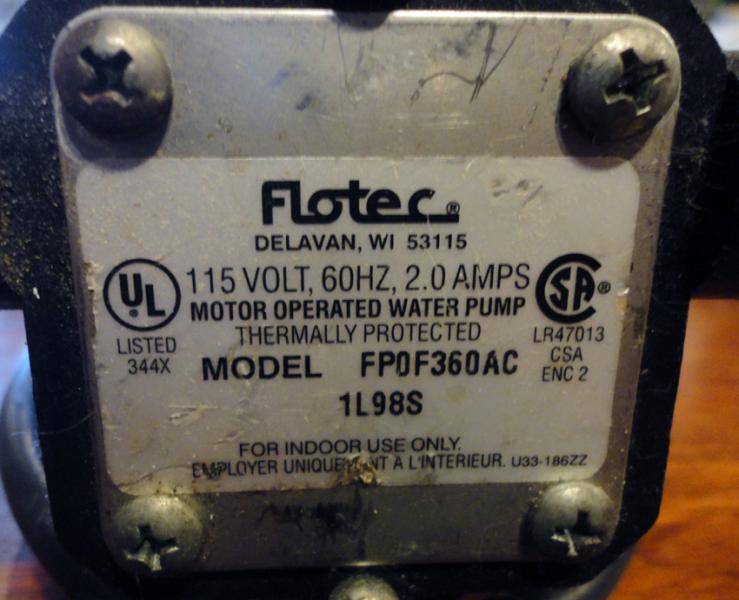 Flotec®
DELAVAN, WI 53115
UL®
115 VOLT, 60HZ, 2.0 AMPS
SA®
MOTOR OPERATED WATER PUMP
THERMALLY PROTECTED
LISTED
344X
LR47013
CSA
ENC 2
MODEL FP0F360AC
1L98S
FOR INDOOR USE ONLY.
EMPLOYER UNIQUEMENT A L'INTERIEUR. U33-186ZZ